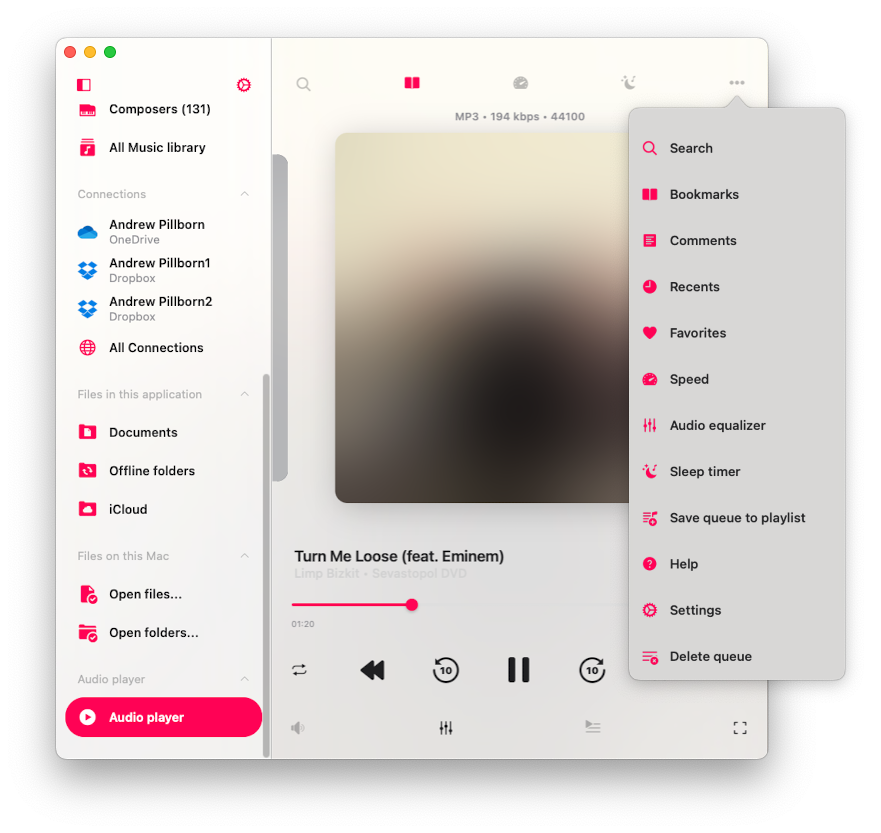 Composers (131)
All Music library
Connections
Andrew Pillborn
OneDrive
Andrew Pillborn1
Dropbox
Andrew Pillborn2
Dropbox
All Connections
Files in this application
Documents
Offline folders
iCloud
Files on this Mac
Open files...
Open folders...
Audio player
Audio player
MP3 • 194 kbps • 44100
Turn Me Loose (feat. Eminem)
Limp Bizkit • Sevastopol DVD
01:20
10
10
Search
Bookmarks
Comments
Recents
Favorites
Speed
Audio equalizer
Sleep timer
Save queue to playlist
Help
Settings
Delete queue